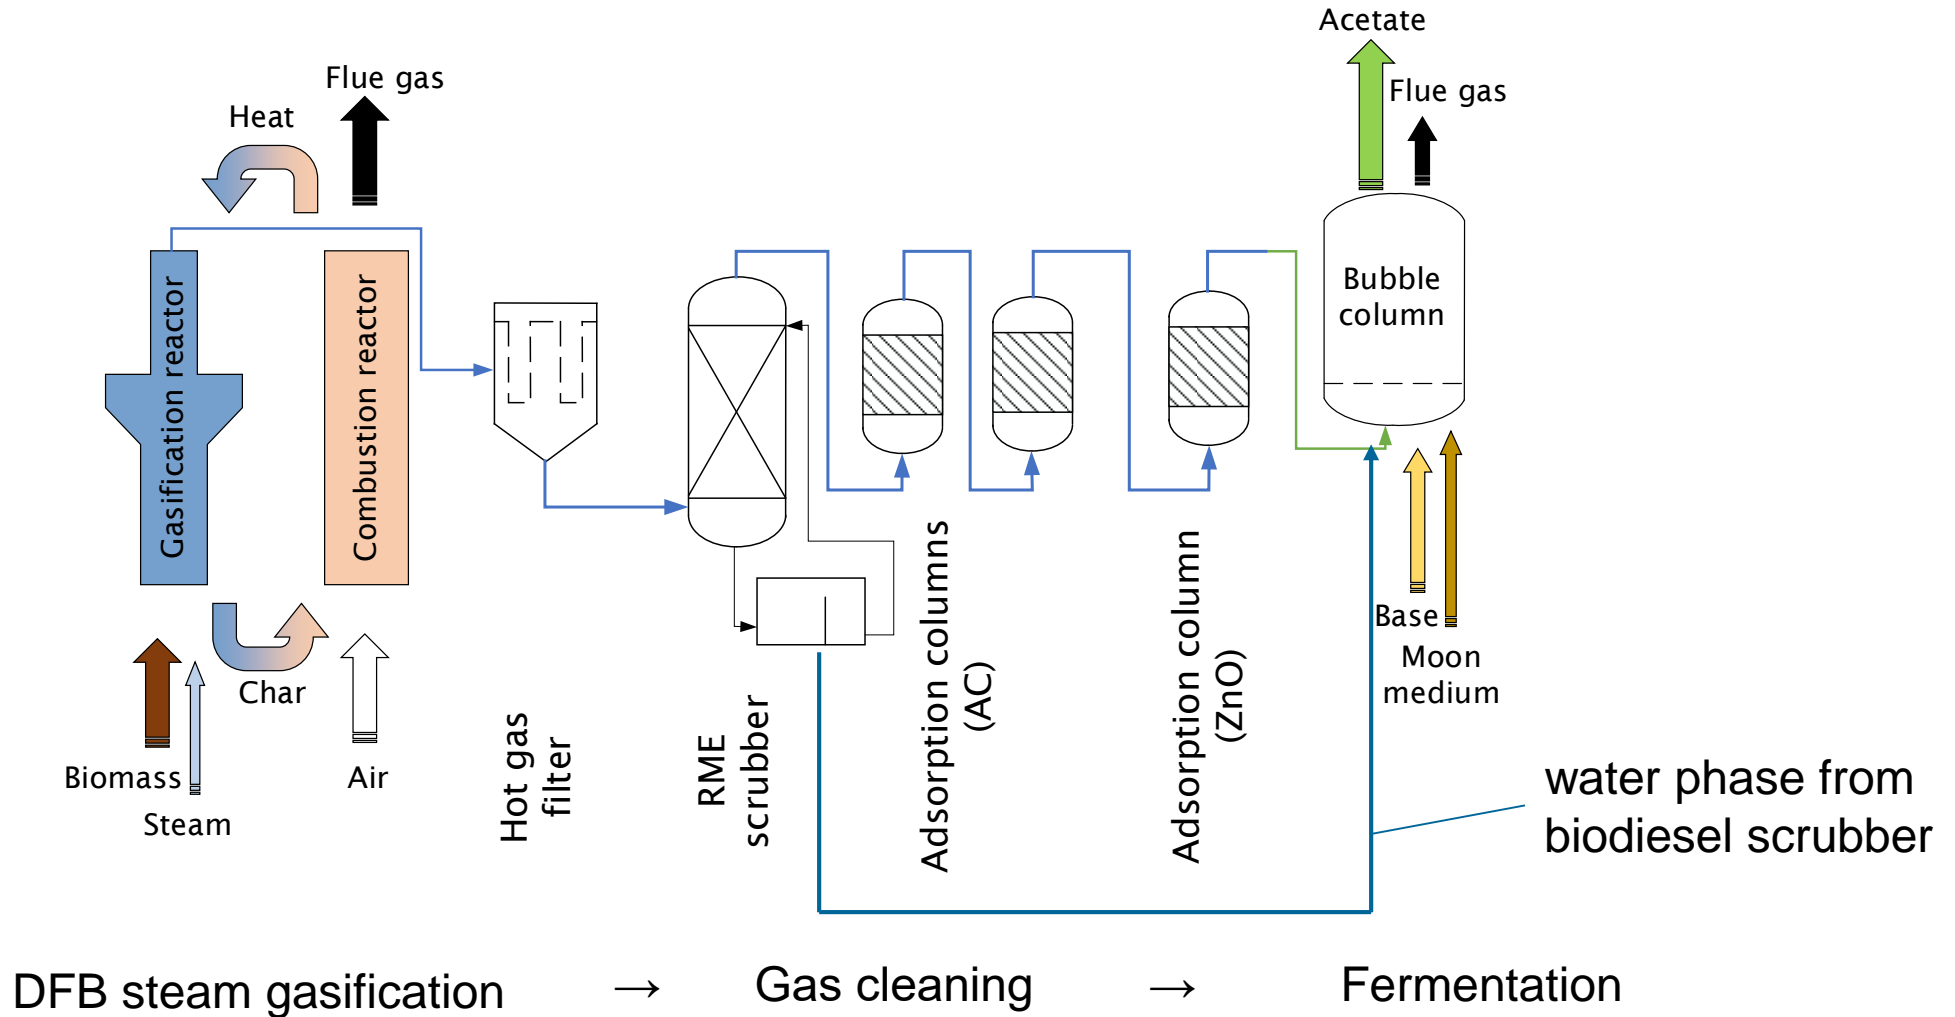 Acetate
Flue gas
Flue gas
Heat
Gasification reactor
Combustion reactor
Bubble
column
Base
Moon
medium
Char
Biomass
Steam
Air
Hot gas
filter
RME
scrubber
Adsorption columns
(AC)
Adsorption column
(ZnO)
water phase from
biodiesel scrubber
DFB steam gasification → Gas cleaning → Fermentation